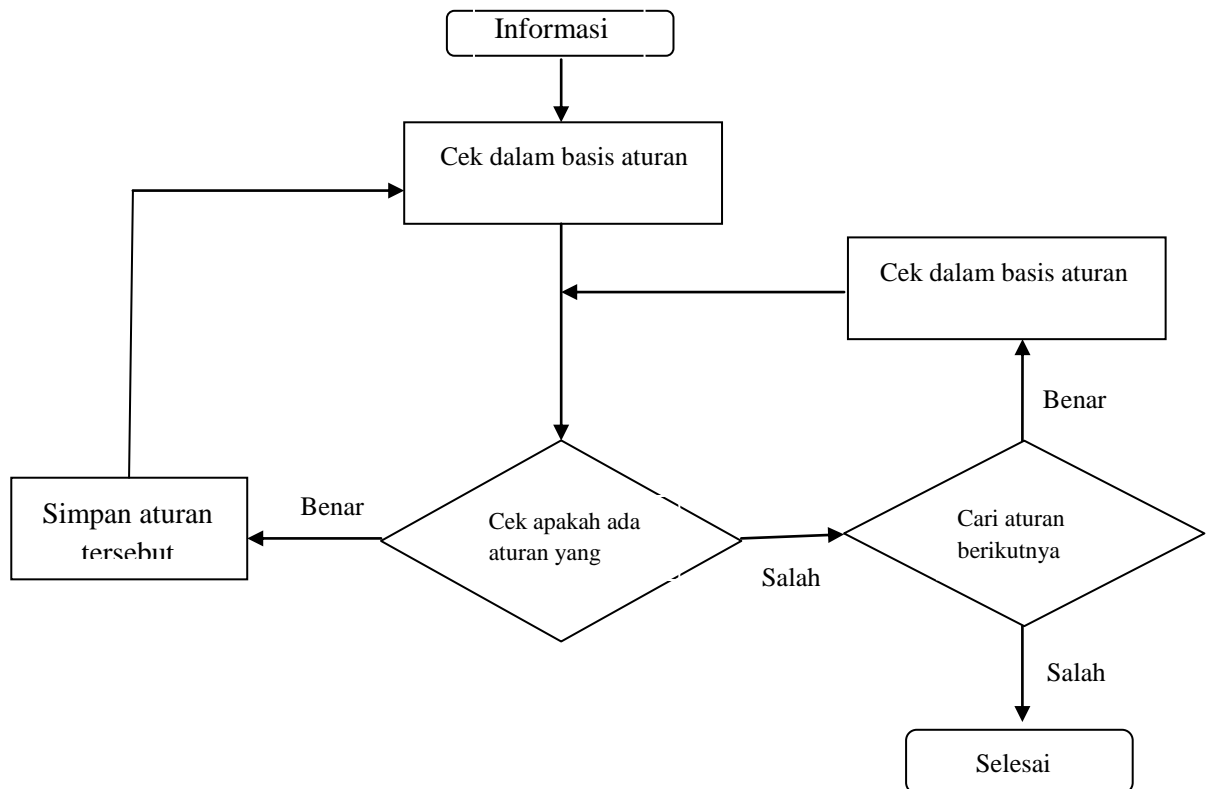 Informasi
Cek dalam basis aturan
Cek dalam basis aturan
Benar
Simpan aturan
tersebut
Benar
Cek apakah ada
aturan yang
Salah
Cari aturan
berikutnya
Salah
Selesai